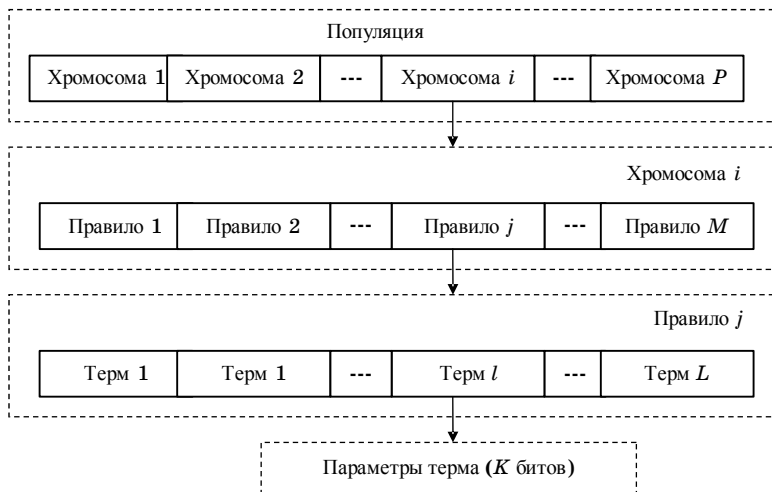 Популяция
Хромосома 1 Хромосома 2 --- Хромосома i --- Хромосома P
Хромосома i
Правило 1 Правило 2 --- Правило j --- Правило M
Правило j
Терм 1 Терм 1 --- Терм l --- Терм L
Параметры терма (K битов)